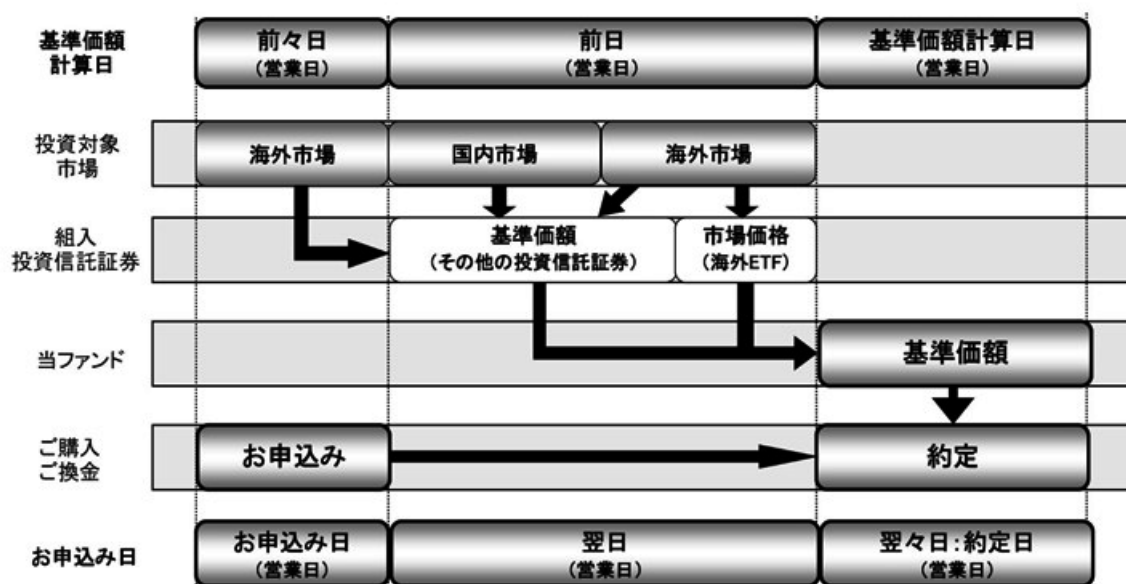 基準価額
計算日
前々日
(営業日)
前日
(営業日)
基準価額計算日
(営業日)
投資対象
市場
海外市場
国内市場
海外市場
組入
投資信託証券
基準価額
(その他の投資信託証券)
市場価格
(海外ETF)
当ファンド
基準価額
ご購入
ご換金
お申込み
約定
お申込み日
お申込み日
(営業日)
翌日
(営業日)
翌々日:約定日
(営業日)